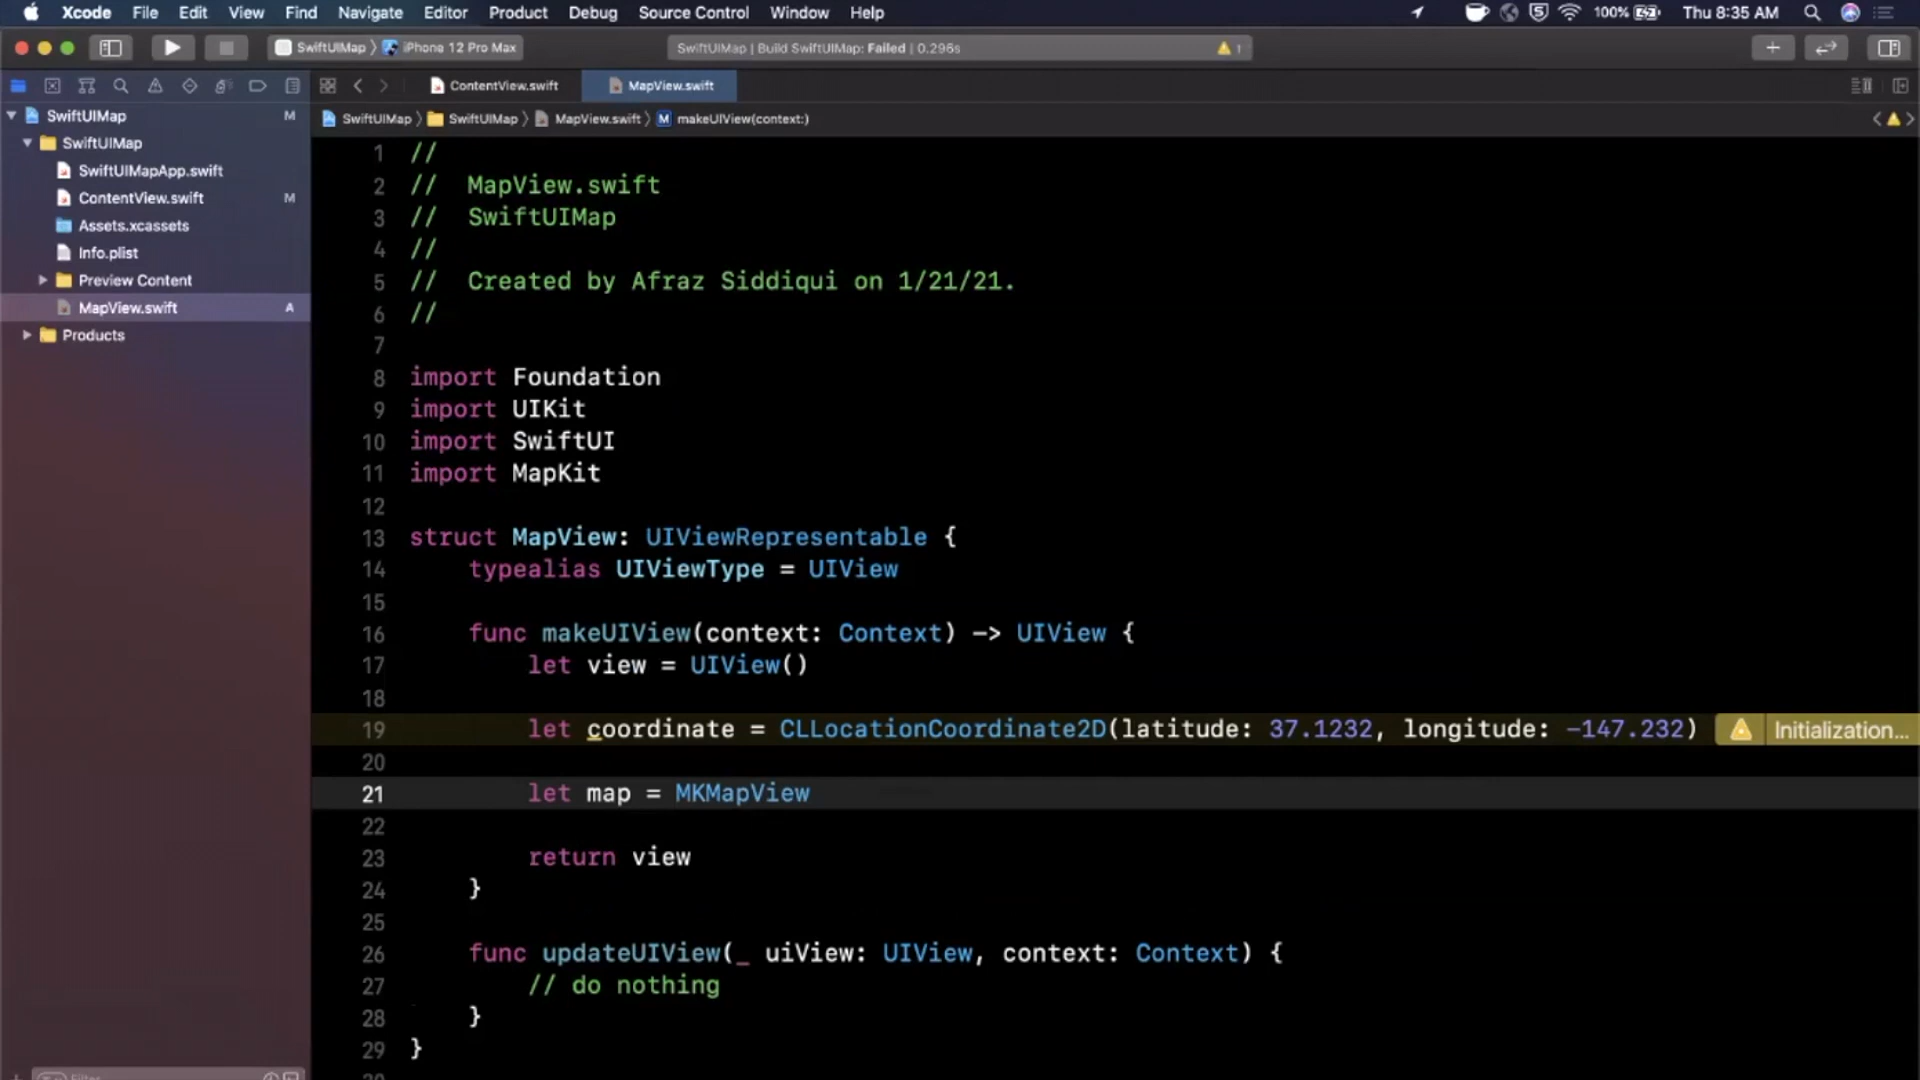 Xcode File Edit View Find Navigate Editor Product Debug Source Control Window Help 100% Thu 8:35 AM
SwiftUIMap 〉 iPhone 12 Pro Max SwiftUIMap | Build SwiftUIMap: Failed | 0.296s 1
ContentView.swift MapView.swift
SwiftUIMap 〉 SwiftUIMap 〉 MapView.swift 〉 M makeUIView(context:)
SwiftUIMap M
SwiftUIMap
SwiftUIMapApp.swift
ContentView.swift M
Assets.xcassets
Info.plist
Preview Content
MapView.swift A
Products
Filter
1 //
2 //  MapView.swift
3 //  SwiftUIMap
4 //
5 //  Created by Afraz Siddiqui on 1/21/21.
6 //
7
8 import Foundation
9 import UIKit
10 import SwiftUI
11 import MapKit
12
13 struct MapView: UIViewRepresentable {
14     typealias UIViewType = UIView
15
16     func makeUIView(context: Context) -> UIView {
17         let view = UIView()
18
19         let coordinate = CLLocationCoordinate2D(latitude: 37.1232, longitude: -147.232) Initialization...
20
21         let map = MKMapView
22
23         return view
24     }
25
26     func updateUIView(_ uiView: UIView, context: Context) {
27         // do nothing
28     }
29 }